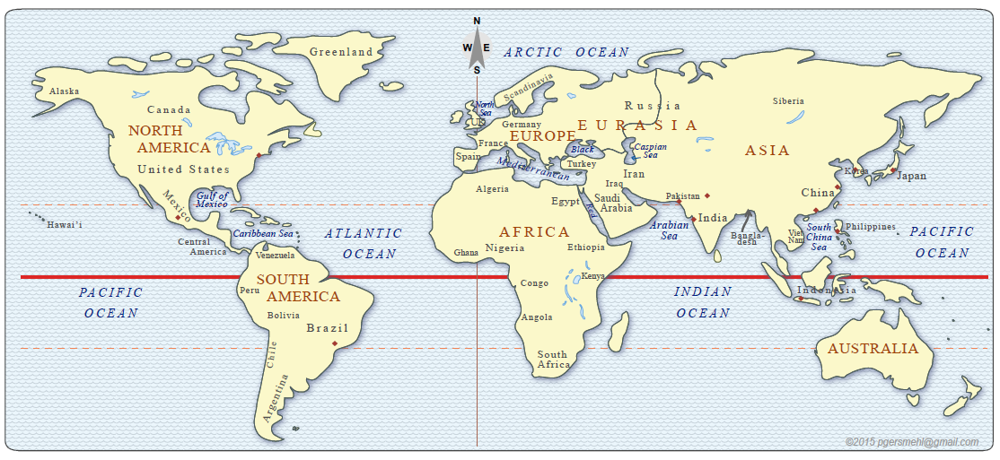 N
W E
S
ARCTIC OCEAN
Greenland
Alaska
Canada
NORTH
AMERICA
United States
Gulf of
Mexico
Mexico
Hawai’i
Caribbean Sea
Central
America
ATLANTIC
OCEAN
PACIFIC
OCEAN
Venezuela
SOUTH
AMERICA
Peru
Bolivia
Brazil
Chile
Argentina
Scandinavia
North
Sea
UK
Germany
EUROPE
France
Spain
Mediterranean
Black
Turkey
Caspian
Sea
Russia
EURASIA
Siberia
ASIA
Iran
Iraq
Saudi
Arabia
Red
Pakistan
India
Arabian
Sea
Bangla-
desh
China
Korea
Japan
Viet
Nam
South
China
Sea
Philippines
PACIFIC
OCEAN
Algeria
Egypt
AFRICA
Nigeria
Ghana
Ethiopia
Kenya
Congo
Angola
South
Africa
INDIAN
OCEAN
Indonesia
AUSTRALIA
©2015 pgersmehl@gmail.com